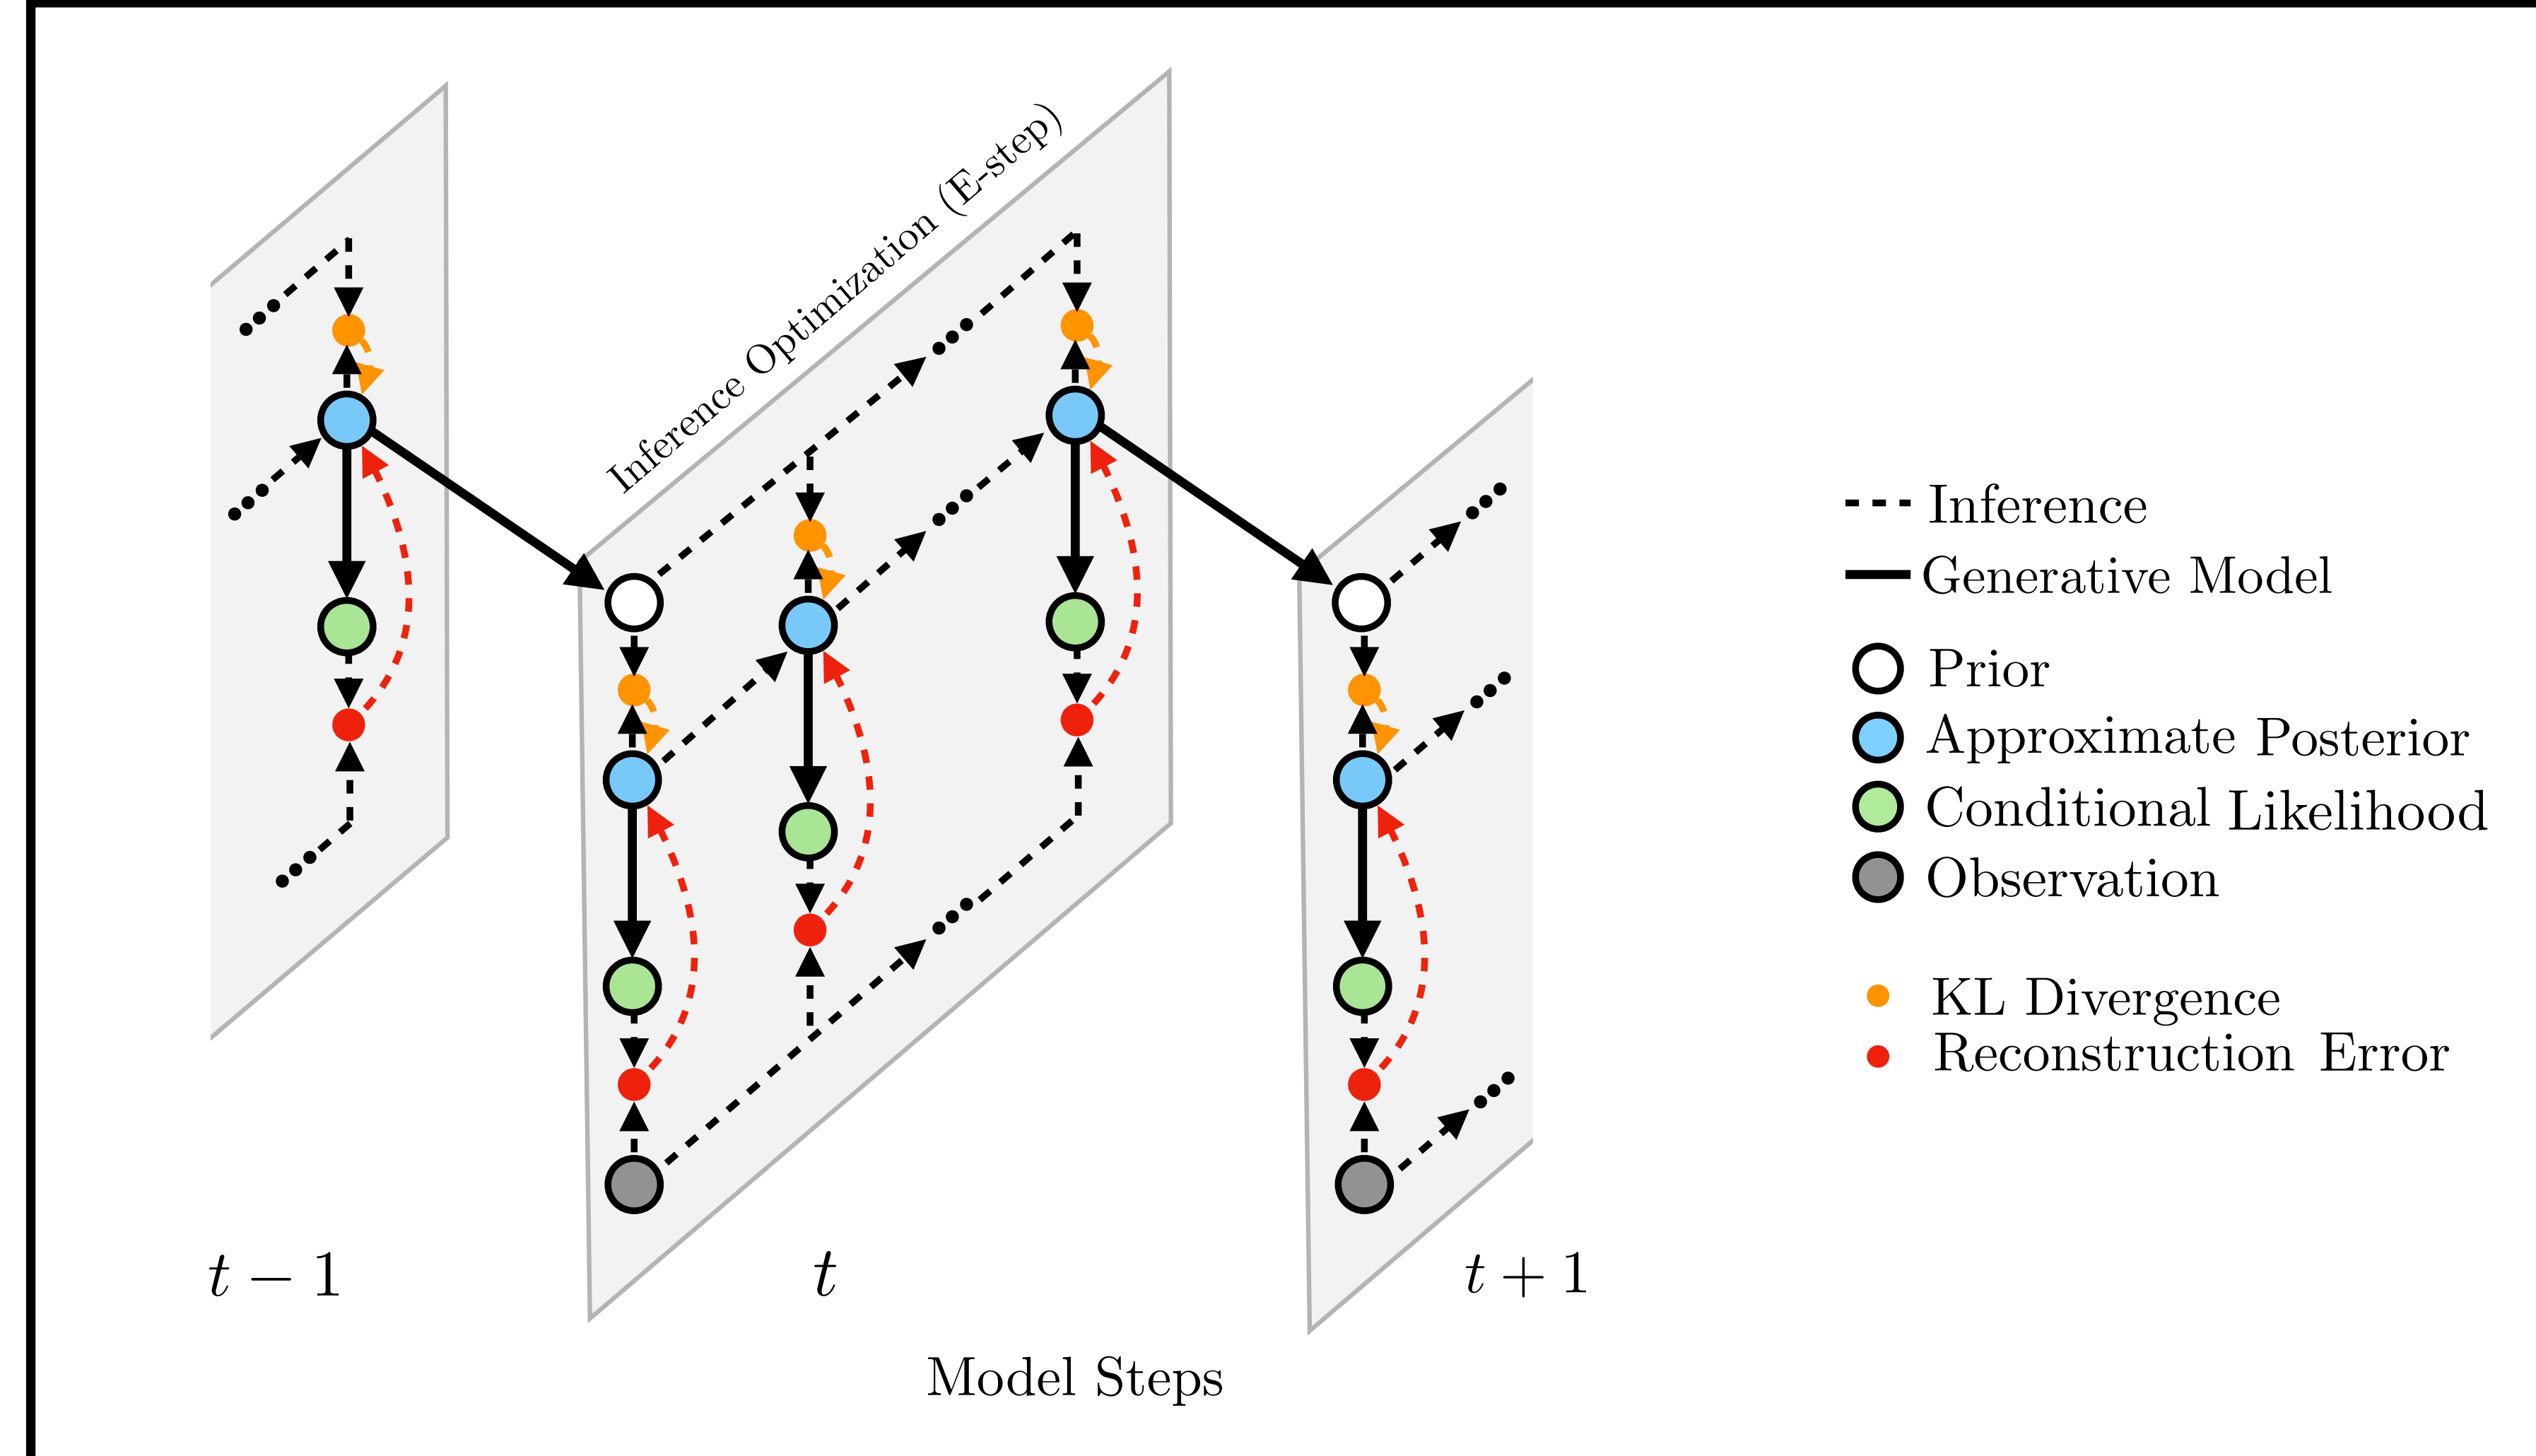 Inference Optimization (E-step)
Inference
Generative Model
Prior
Approximate Posterior
Conditional Likelihood
Observation
KL Divergence
Reconstruction Error
t − 1
t
t + 1
Model Steps